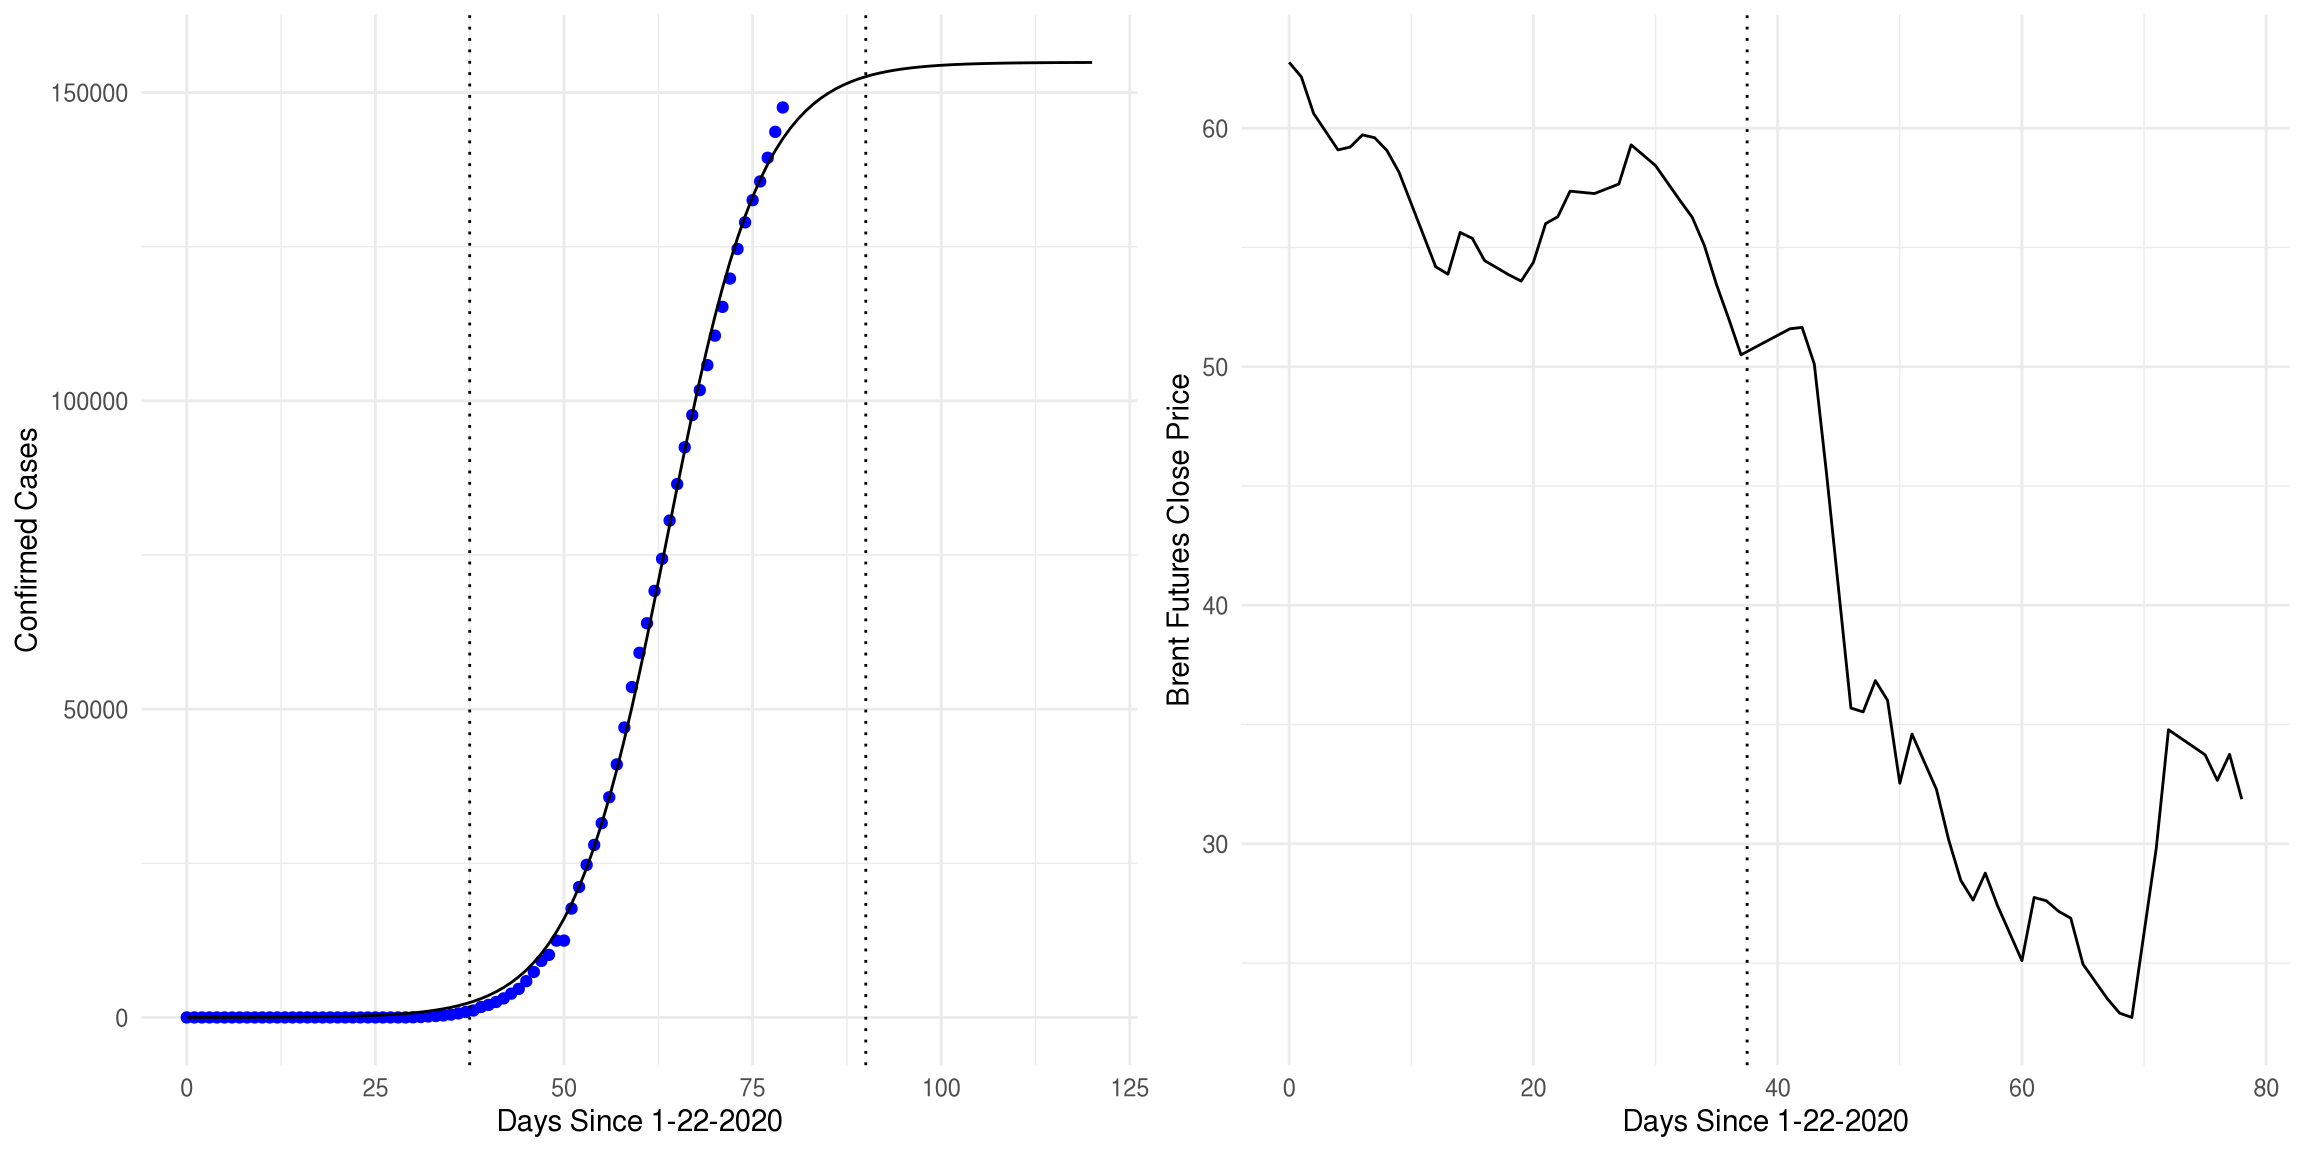 Confirmed Cases
150000
100000
50000
0
0 25 50 75 100 125
Days Since 1-22-2020
Brent Futures Close Price
60
50
40
30
0 20 40 60 80
Days Since 1-22-2020